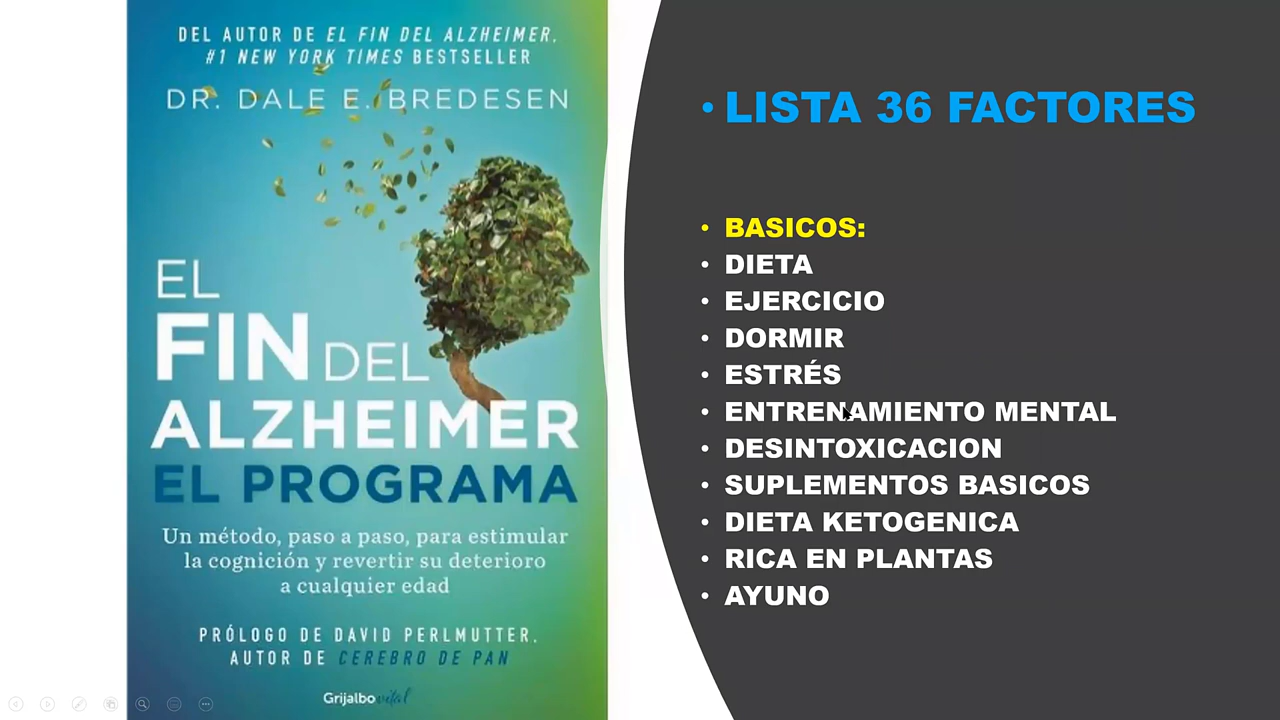 DEL AUTOR DE EL FIN DEL ALZHEIMER,
#1 NEW YORK TIMES BESTSELLER
DR. DALE E. BREDESEN
EL
FIN DEL
ALZHEIMER
EL PROGRAMA
Un método, paso a paso, para estimular
la cognición y revertir su deterioro
a cualquier edad
PRÓLOGO DE DAVID PERLMUTTER,
AUTOR DE CEREBRO DE PAN
Grijalbo vital
• LISTA 36 FACTORES
• BASICOS:
• DIETA
• EJERCICIO
• DORMIR
• ESTRÉS
• ENTRENAMIENTO MENTAL
• DESINTOXICACION
• SUPLEMENTOS BASICOS
• DIETA KETOGENICA
• RICA EN PLANTAS
• AYUNO